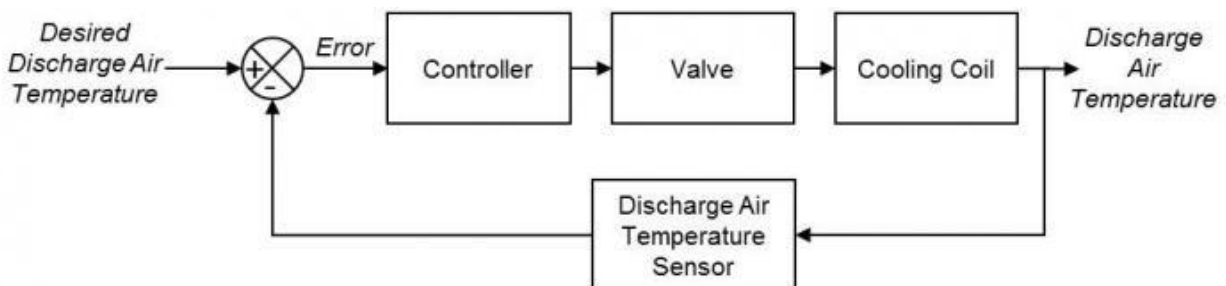 Desired
Discharge Air
Temperature
+
-
Error
Controller
Valve
Cooling Coil
Discharge
Air
Temperature
Discharge Air
Temperature
Sensor